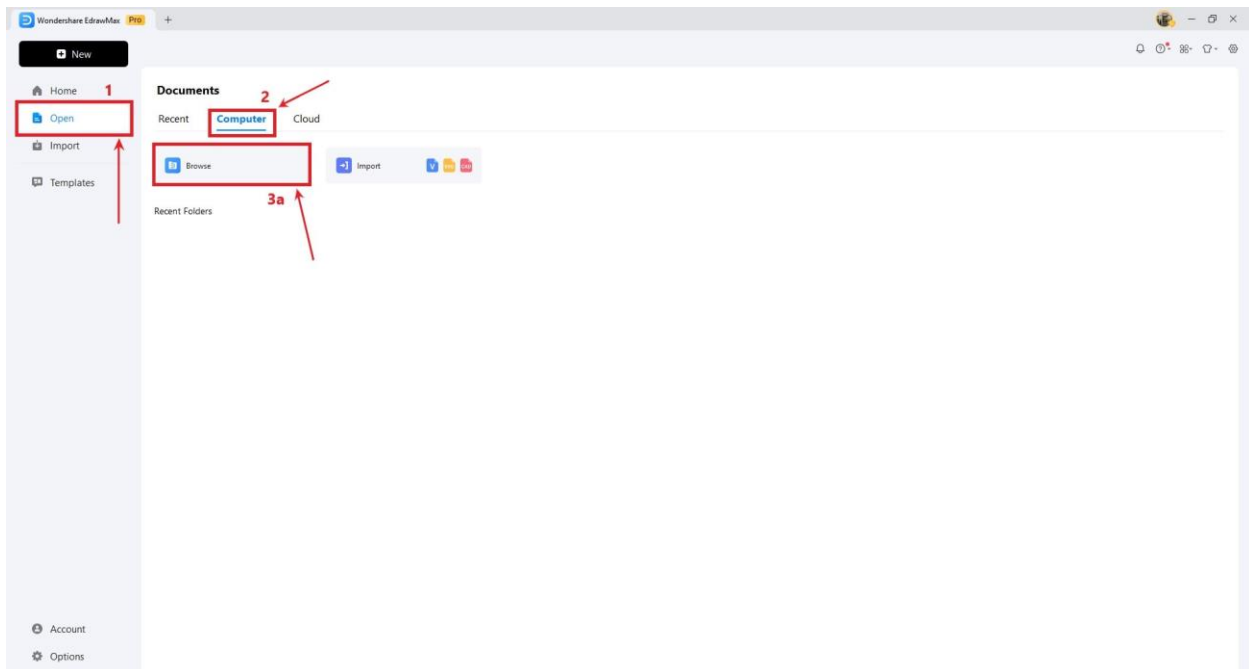 Wondershare EdrawMax Pro
New
Home 1
Open
Import
Templates
Documents
2
Recent Computer Cloud
Browse
Import V CAD
3a
Recent Folders
Account
Options